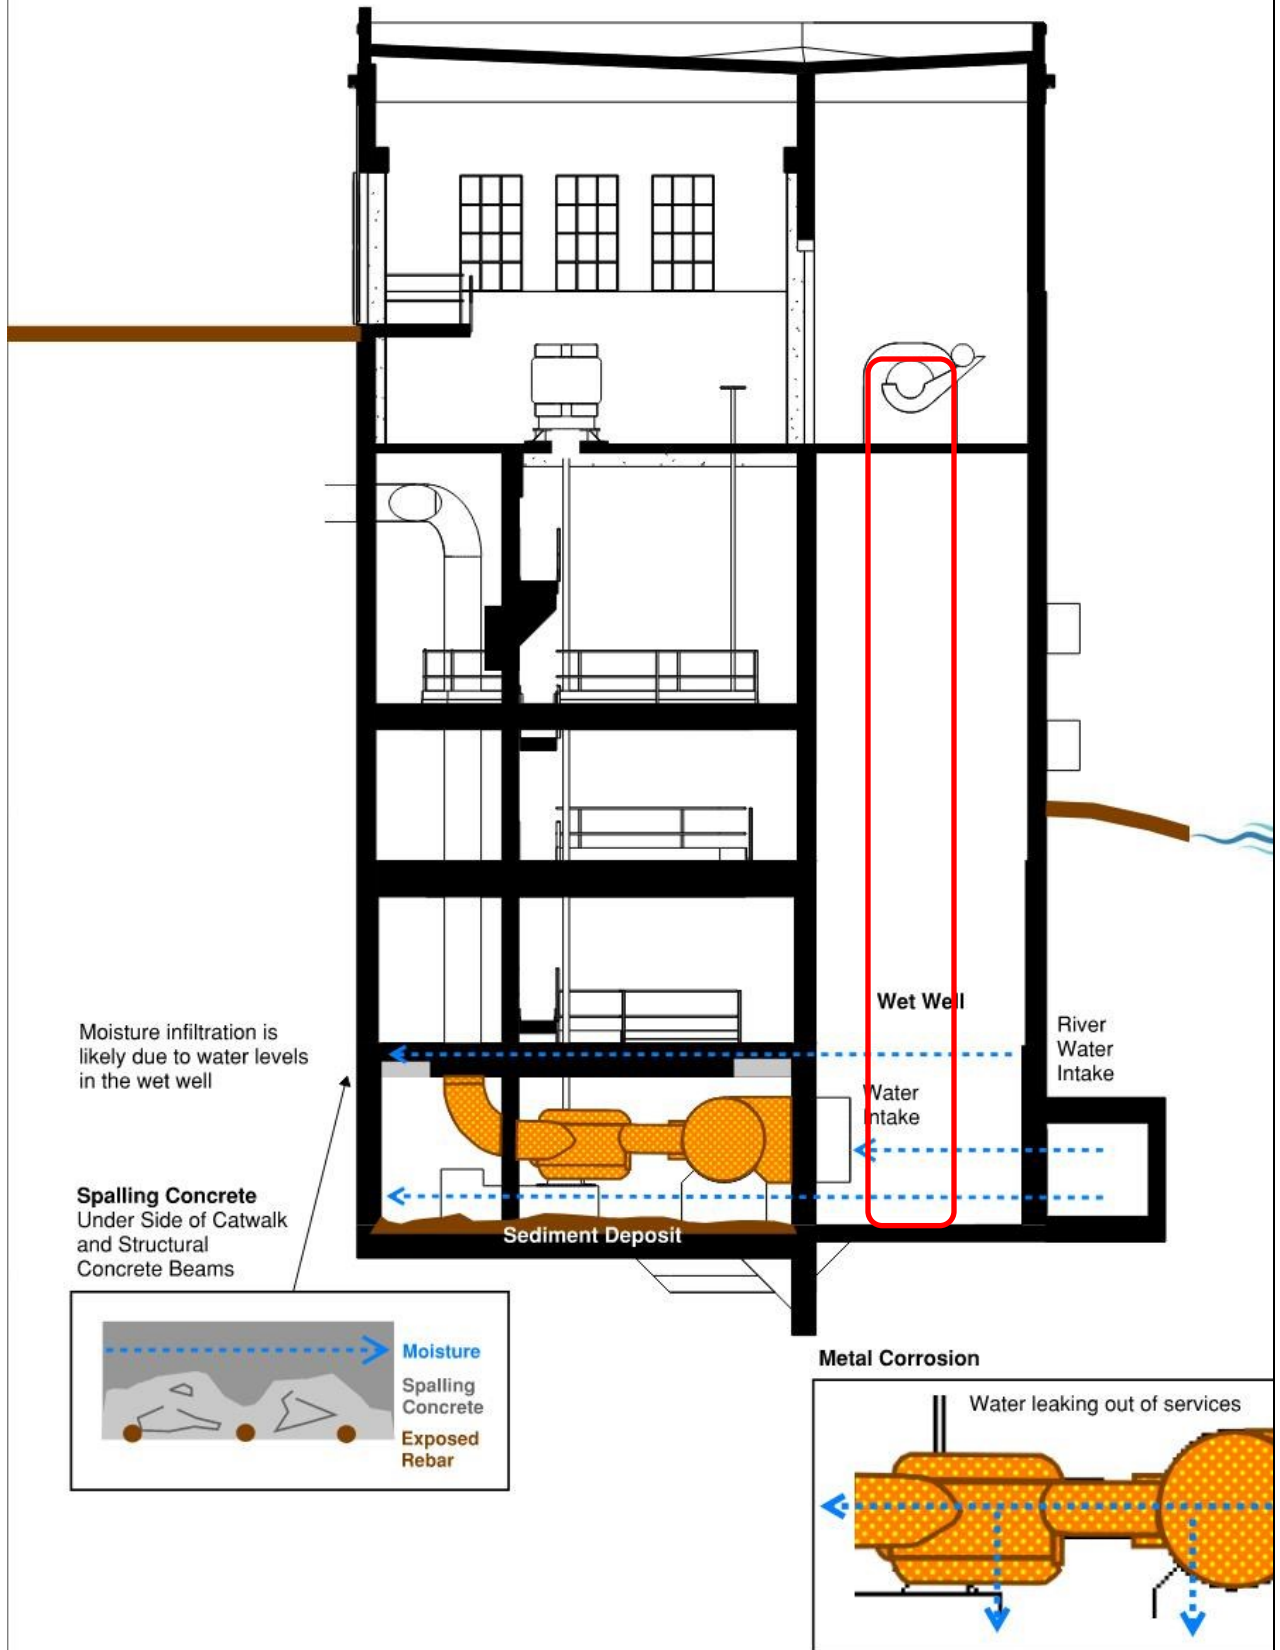 Wet Well
River
Water
Intake
Moisture infiltration is
likely due to water levels
in the wet well
Water
Intake
Spalling Concrete
Under Side of Catwalk
and Structural
Concrete Beams
Sediment Deposit
Moisture
Spalling
Concrete
Exposed
Rebar
Metal Corrosion
Water leaking out of services